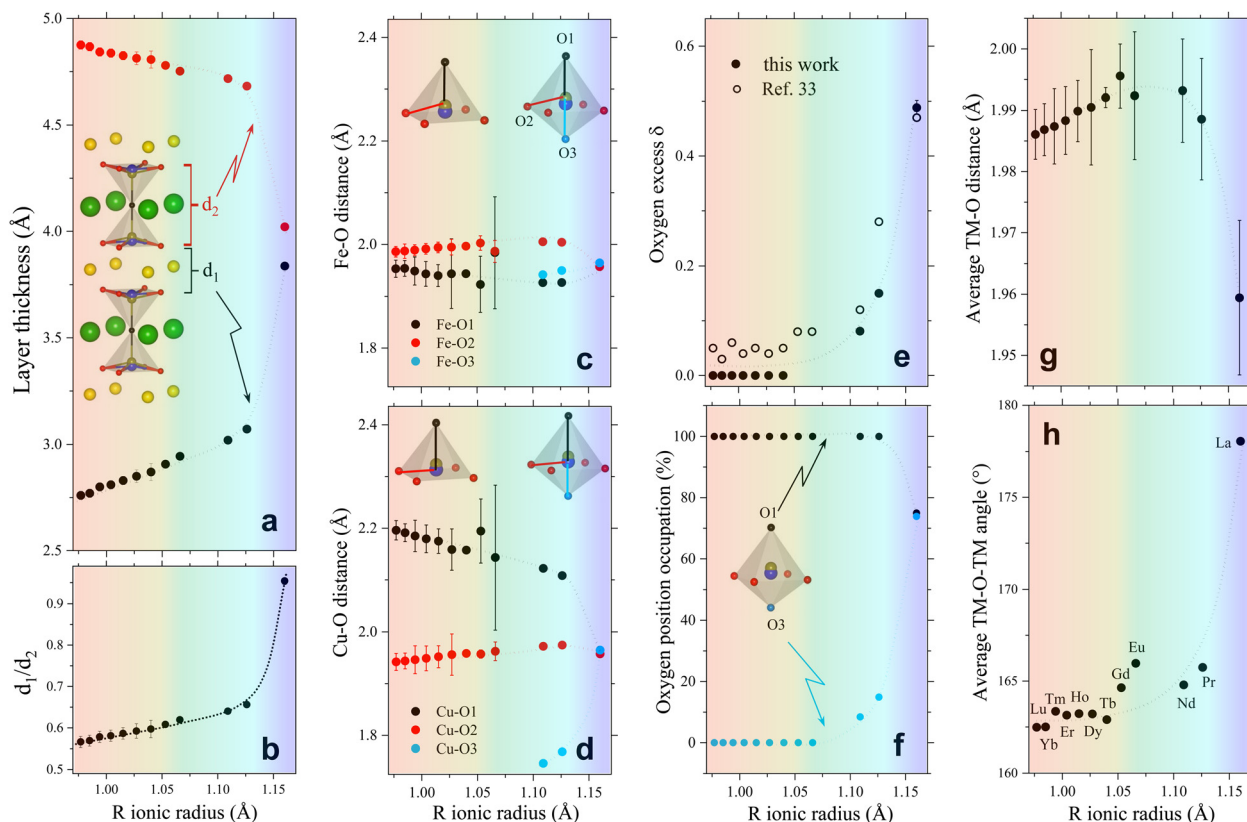 Layer thickness (Å)
5.0
4.5
4.0
3.5
3.0
2.5
d2
d1
a
d1/d2
0.9
0.8
0.7
0.6
0.5
b
1.00 1.05 1.10 1.15
R ionic radius (Å)
Fe-O distance (Å)
2.4
2.2
2.0
1.8
O1
O2
O3
Fe-O1
Fe-O2
Fe-O3
c
Cu-O distance (Å)
2.4
2.2
2.0
1.8
Cu-O1
Cu-O2
Cu-O3
d
1.00 1.05 1.10 1.15
R ionic radius (Å)
Oxygen excess δ
0.6
0.3
0.0
this work
Ref. 33
e
Oxygen position occupation (%)
100
80
60
40
20
0
O1
O3
f
1.00 1.05 1.10 1.15
R ionic radius (Å)
Average TM-O distance (Å)
2.00
1.99
1.98
1.97
1.96
1.95
g
Average TM-O-TM angle (°)
180
175
170
165
160
h
La
Eu
Gd
Pr
Nd
Lu
Tm
Ho
Tb
Yb
Er
Dy
1.00 1.05 1.10 1.15
R ionic radius (Å)